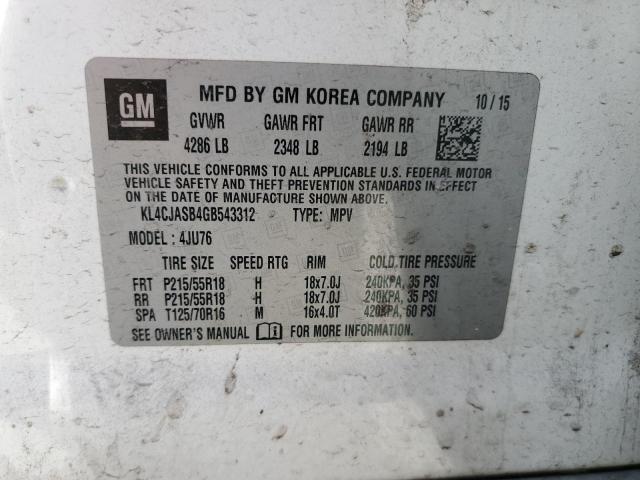 GM
MFD BY GM KOREA COMPANY 10/15
GVWR GAWR FRT GAWR RR
4286 LB 2348 LB 2194 LB
THIS VEHICLE CONFORMS TO ALL APPLICABLE U.S. FEDERAL MOTOR
VEHICLE SAFETY AND THEFT PREVENTION STANDARDS IN EFFECT
ON THE DATE OF MANUFACTURE SHOWN ABOVE.
KL4CJASB4GB543312 TYPE: MPV
MODEL: 4JU76
TIRE SIZE SPEED RTG RIM COLD TIRE PRESSURE
FRT P215/55R18 H 18x7.0J 240KPA, 35 PSI
RR P215/55R18 H 18x7.0J 240KPA, 35 PSI
SPA T125/70R16 M 16x4.0T 420KPA, 60 PSI
SEE OWNER'S MANUAL FOR MORE INFORMATION.